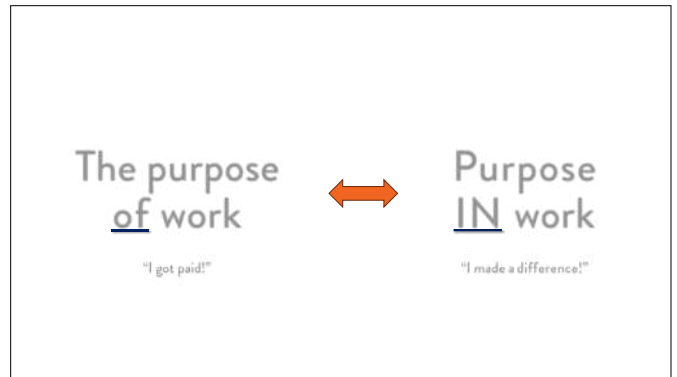 The purpose
of work
"I got paid!"
Purpose
IN work
"I made a difference!"